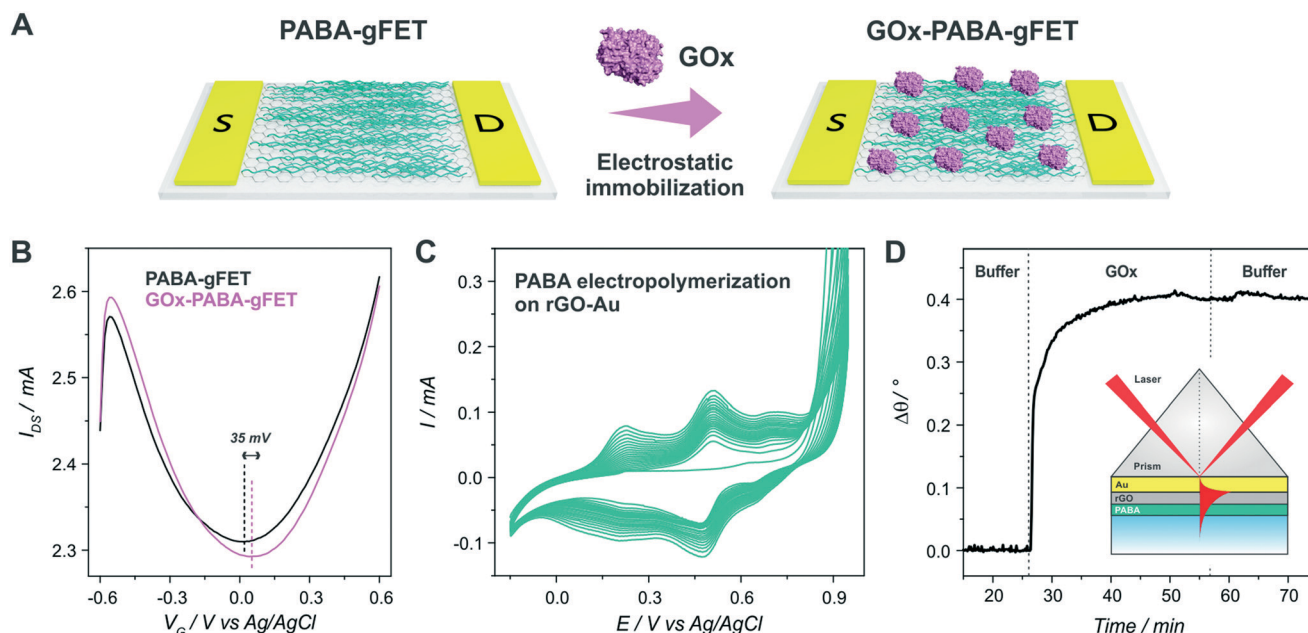 A
PABA-gFET
GOx
GOx-PABA-gFET
S
D
Electrostatic
immobilization
S
D
B
PABA-gFET
GOx-PABA-gFET
35 mV
2.6
2.5
2.4
2.3
I_DS / mA
-0.6
-0.3
0.0
0.3
0.6
V_G / V vs Ag/AgCl
C
PABA electropolymerization
on rGO-Au
0.3
0.2
0.1
0.0
-0.1
I / mA
0.0
0.3
0.6
0.9
E / V vs Ag/AgCl
D
Buffer
GOx
Buffer
0.4
0.3
0.2
0.1
0.0
Δθ / °
Laser
Prism
Au
rGO
PABA
20
30
40
50
60
70
Time / min